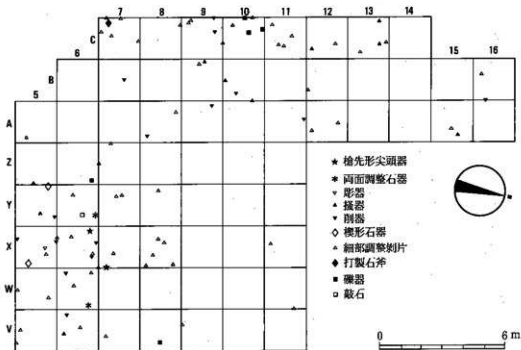 7 8 9 10 11 12 13 14
C
6
B
15 16
5
A
Z
Y
X
W
V
★ 槍先形尖頭器
＊ 両面調整石器
▿ 彫器
▲ 掻器
▼ 削器
◇ 楔形石器
▵ 細部調整剝片
◆ 打製石斧
■ 礫器
□ 敲石
0 6 m